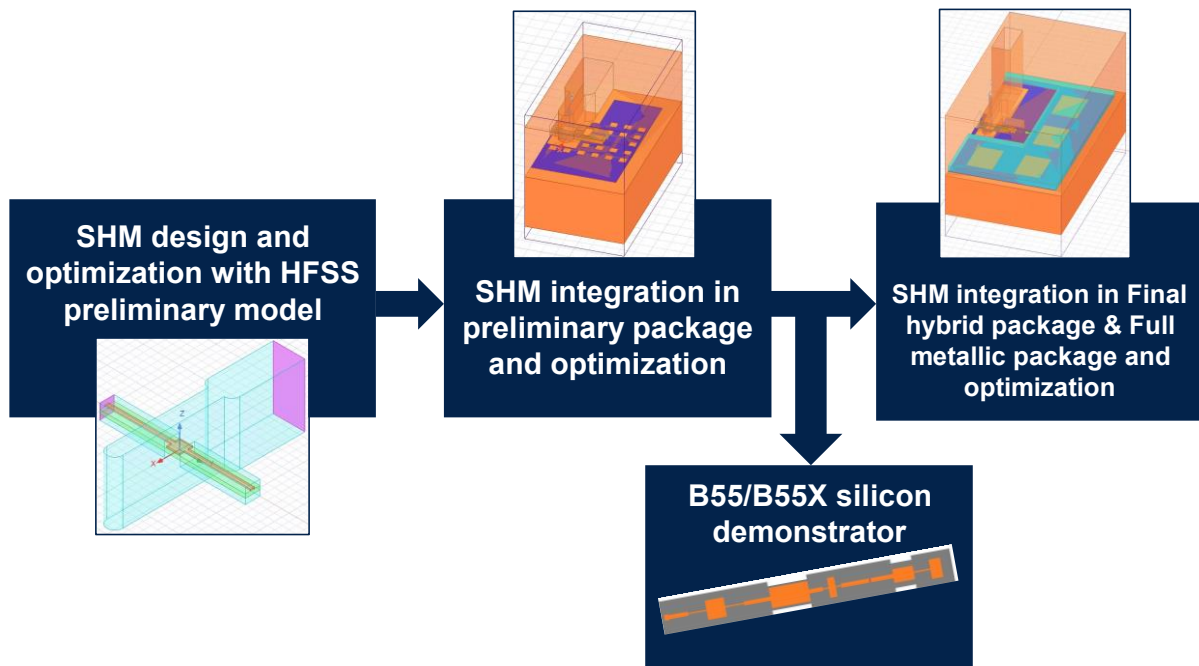 SHM design and
optimization with HFSS
preliminary model
SHM integration in
preliminary package
and optimization
SHM integration in Final
hybrid package & Full
metallic package and
optimization
B55/B55X silicon
demonstrator
Z
X